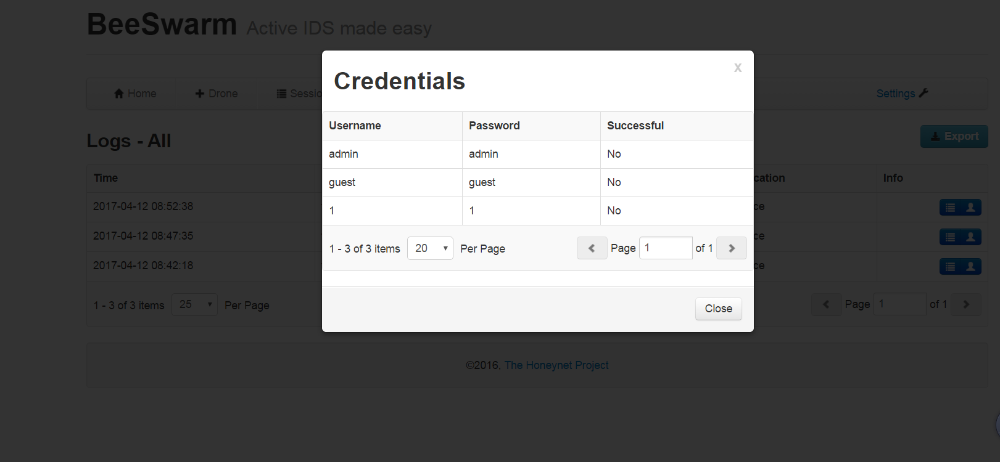 BeeSwarm Active IDS made easy
Home Drone Sessio Settings
Credentials
x
Username Password Successful
admin admin No
guest guest No
1 1 No
1 - 3 of 3 items 20 Per Page Page 1 of 1
Close
Logs - All Export
Time cation Info
2017-04-12 08:52:38 ce
2017-04-12 08:47:35 ce
2017-04-12 08:42:18 ce
1 - 3 of 3 items 25 Per Page Page 1 of 1
©2016, The Honeynet Project